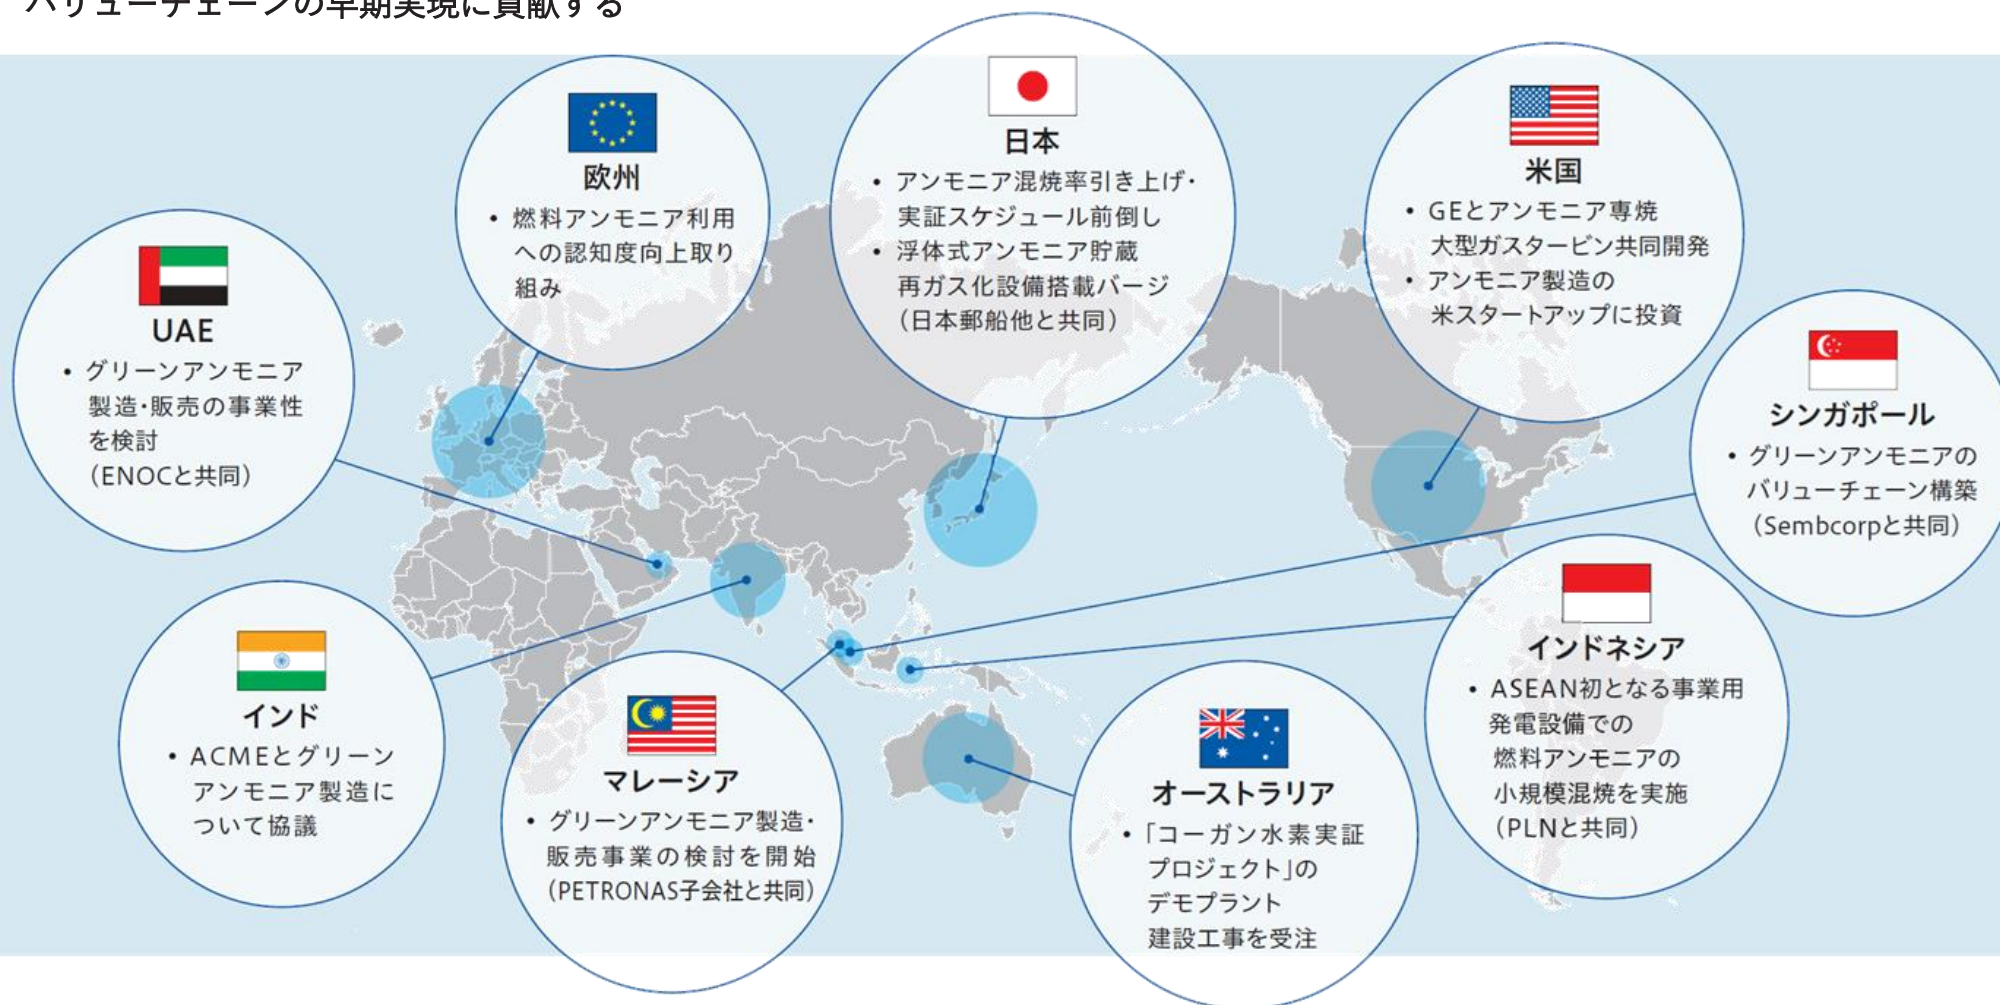 バリューチェーンの早期実現に貢献する
欧州
• 燃料アンモニア利用
への認知度向上取り
組み
日本
• アンモニア混焼率引き上げ・
実証スケジュール前倒し
• 浮体式アンモニア貯蔵
再ガス化設備搭載バージ
（日本郵船他と共同）
米国
• GEとアンモニア専焼
大型ガスタービン共同開発
• アンモニア製造の
米スタートアップに投資
UAE
• グリーンアンモニア
製造・販売の事業性
を検討
（ENOCと共同）
シンガポール
• グリーンアンモニアの
バリューチェーン構築
（Sembcorpと共同）
インド
• ACMEとグリーン
アンモニア製造に
ついて協議
マレーシア
• グリーンアンモニア製造・
販売事業の検討を開始
（PETRONAS子会社と共同）
オーストラリア
• 「コーガン水素実証
プロジェクト」の
デモプラント
建設工事を受注
インドネシア
• ASEAN初となる事業用
発電設備での
燃料アンモニアの
小規模混焼を実施
（PLNと共同）